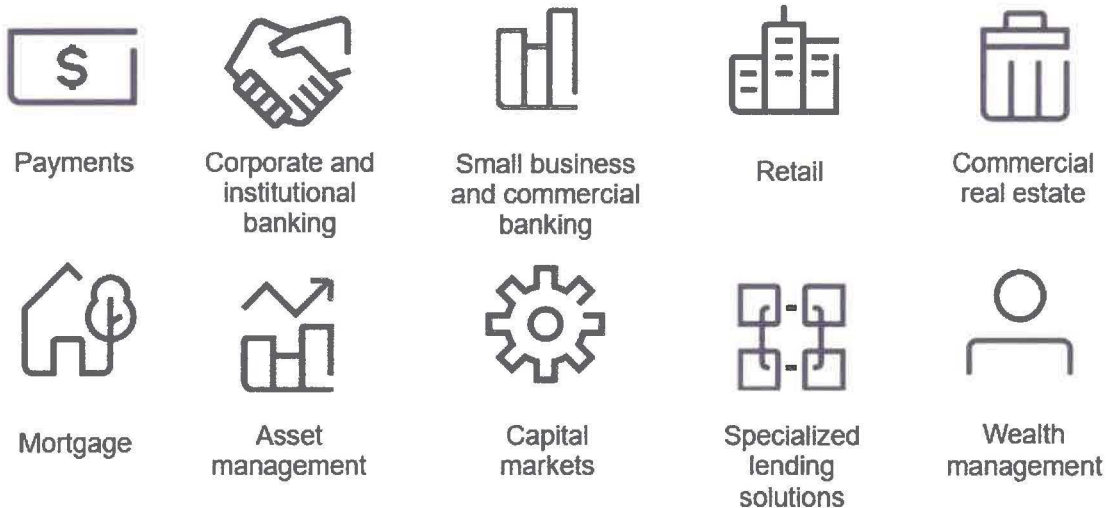 $
Payments
Corporate and
institutional
banking
Small business
and commercial
banking
Retail
Commercial
real estate
Mortgage
Asset
management
Capital
markets
Specialized
lending
solutions
Wealth
management